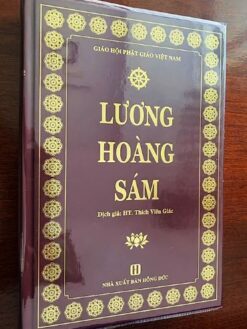 GIÁO HỘI PHẬT GIÁO VIỆT NAM
LƯƠNG
HOÀNG
SÁM
Dịch giả: HT. Thích Viên Giác
NHÀ XUẤT BẢN HỒNG ĐỨC